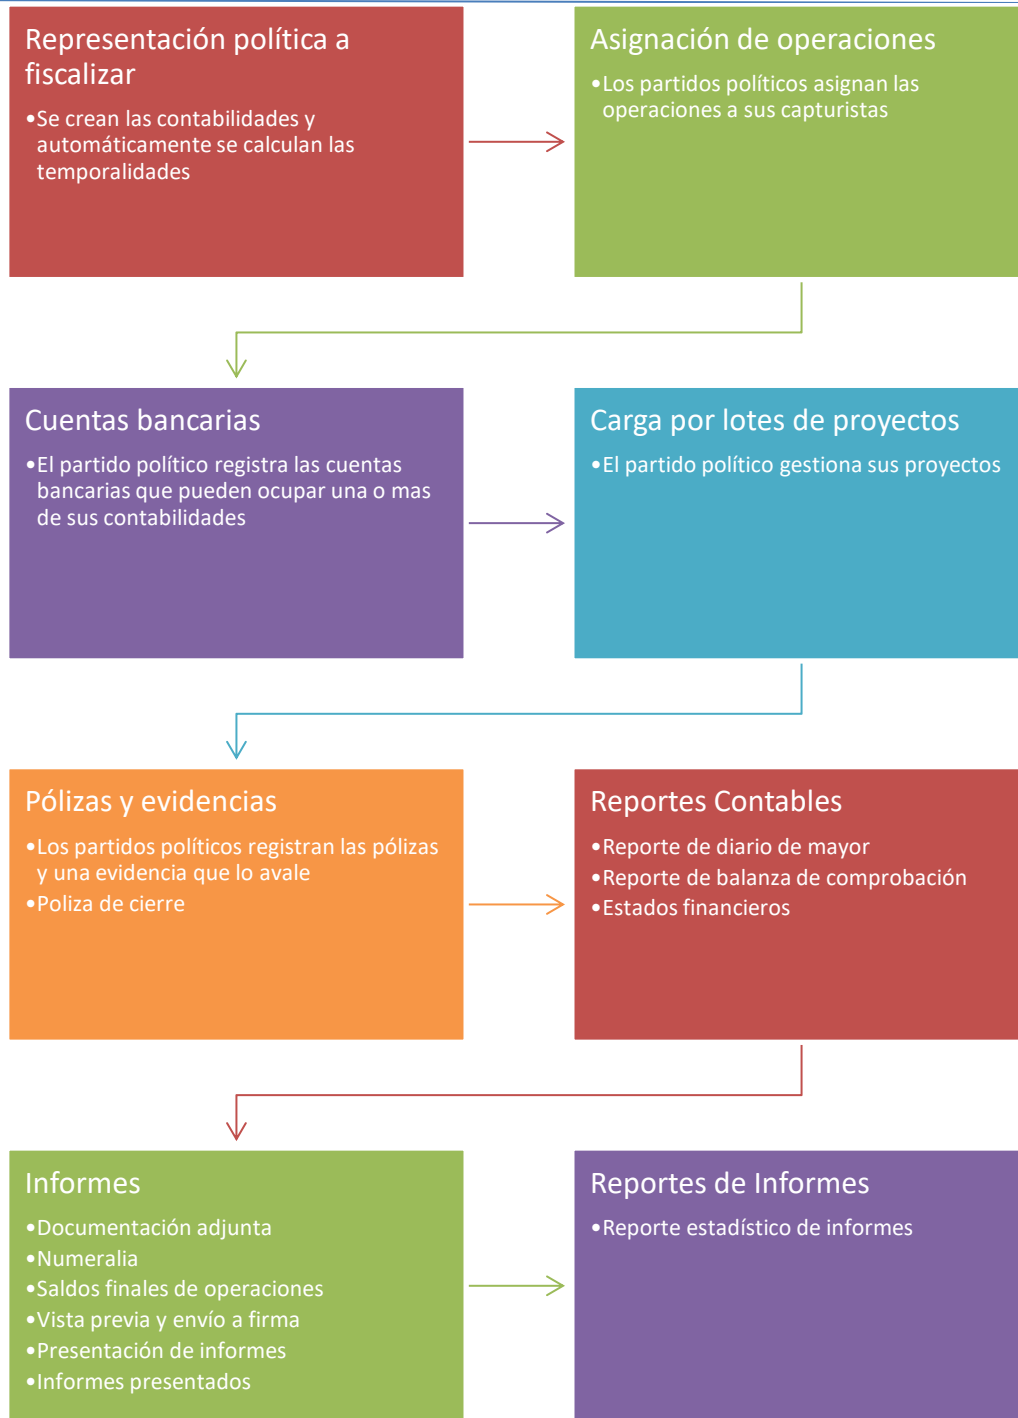 Representación política a
fiscalizar
•Se crean las contabilidades y
automáticamente se calculan las
temporalidades
Asignación de operaciones
•Los partidos políticos asignan las
operaciones a sus capturistas
Cuentas bancarias
•El partido político registra las cuentas
bancarias que pueden ocupar una o mas
de sus contabilidades
Carga por lotes de proyectos
•El partido político gestiona sus proyectos
Pólizas y evidencias
•Los partidos políticos registran las pólizas
y una evidencia que lo avale
•Poliza de cierre
Reportes Contables
•Reporte de diario de mayor
•Reporte de balanza de comprobación
•Estados financieros
Informes
•Documentación adjunta
•Numeralia
•Saldos finales de operaciones
•Vista previa y envío a firma
•Presentación de informes
•Informes presentados
Reportes de Informes
•Reporte estadístico de informes